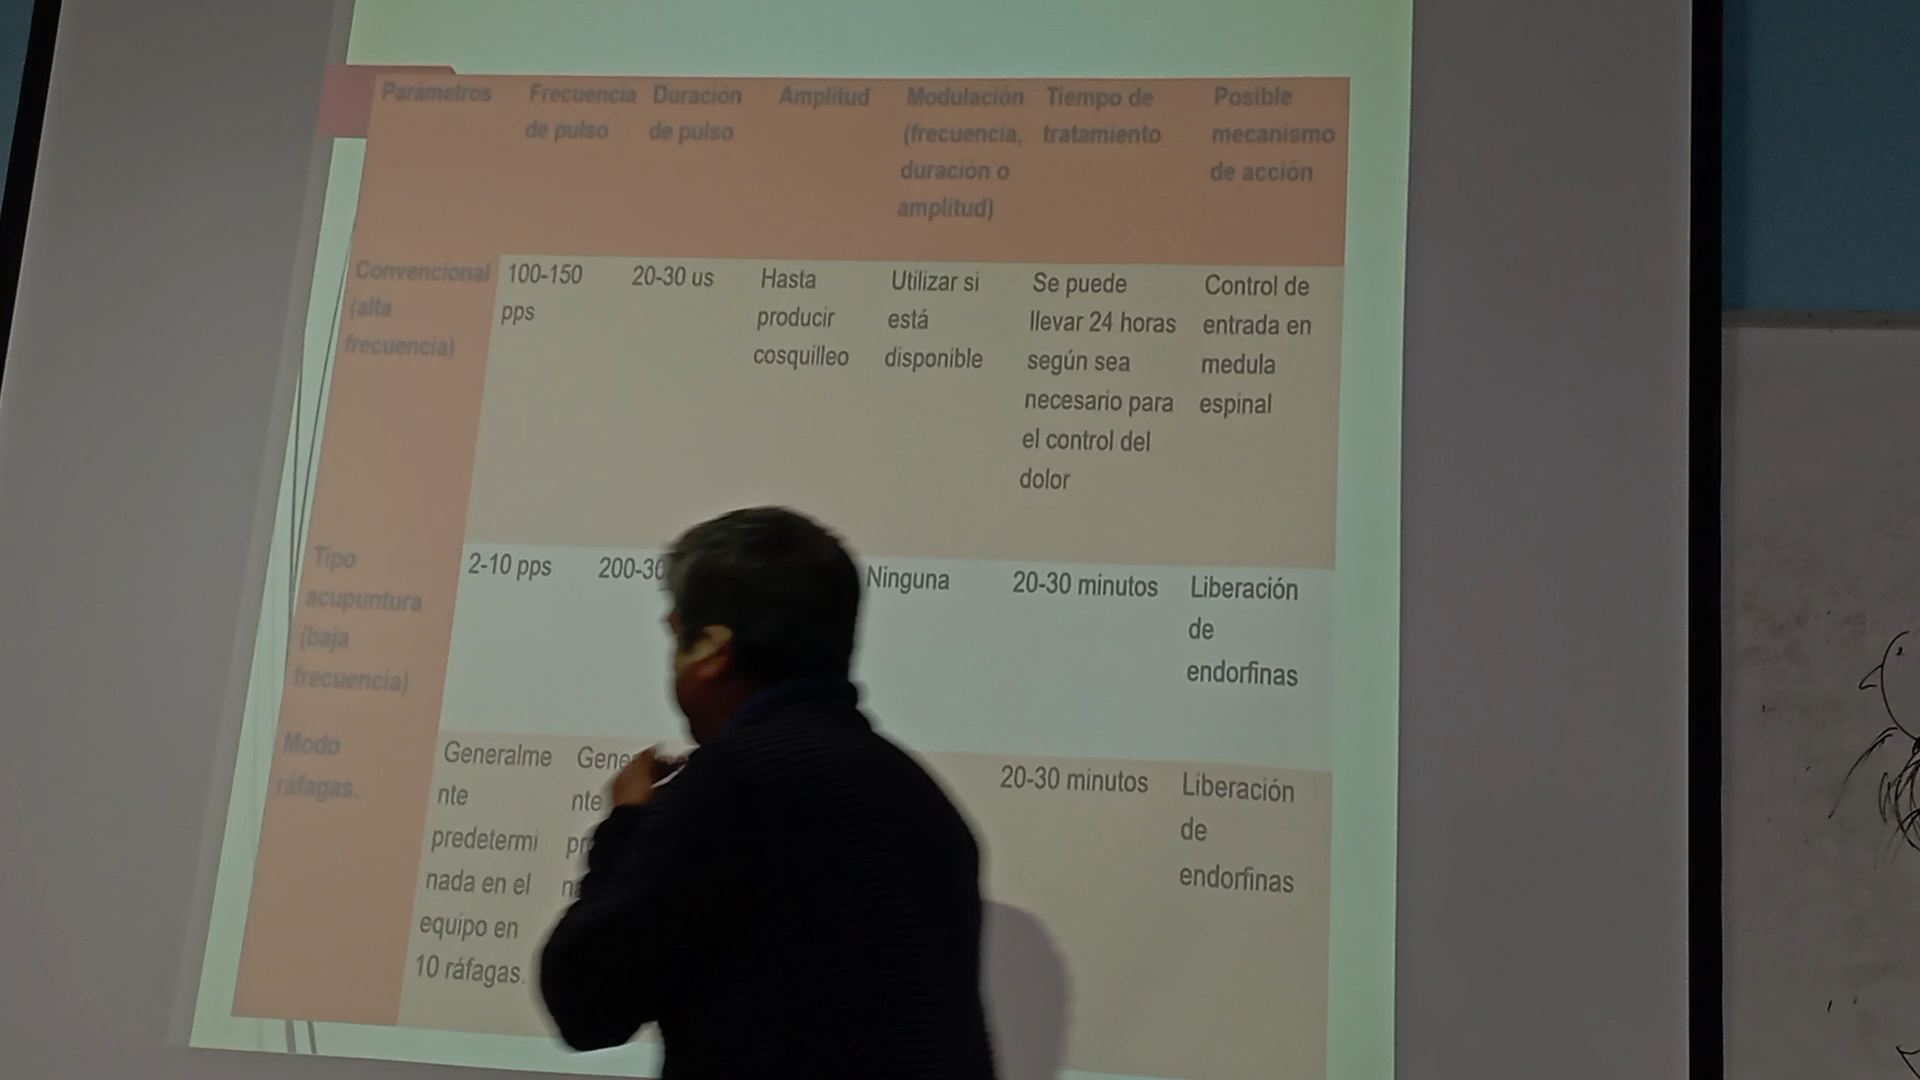 Parámetros
Frecuencia
de pulso
Duración
de pulso
Amplitud
Modulación
(frecuencia,
duración o
amplitud)
Tiempo de
tratamiento
Posible
mecanismo
de acción
Convencional
(alta
frecuencia)
100-150
pps
20-30 us
Hasta
producir
cosquilleo
Utilizar si
está
disponible
Se puede
llevar 24 horas
según sea
necesario para
el control del
dolor
Control de
entrada en
medula
espinal
Tipo
acupuntura
(baja
frecuencia)
2-10 pps
Ninguna
20-30 minutos
Liberación
de
endorfinas
Modo
ráfagas.
Generalme
nte
predetermi
nada en el
equipo en
10 ráfagas.
nte
20-30 minutos
Liberación
de
endorfinas